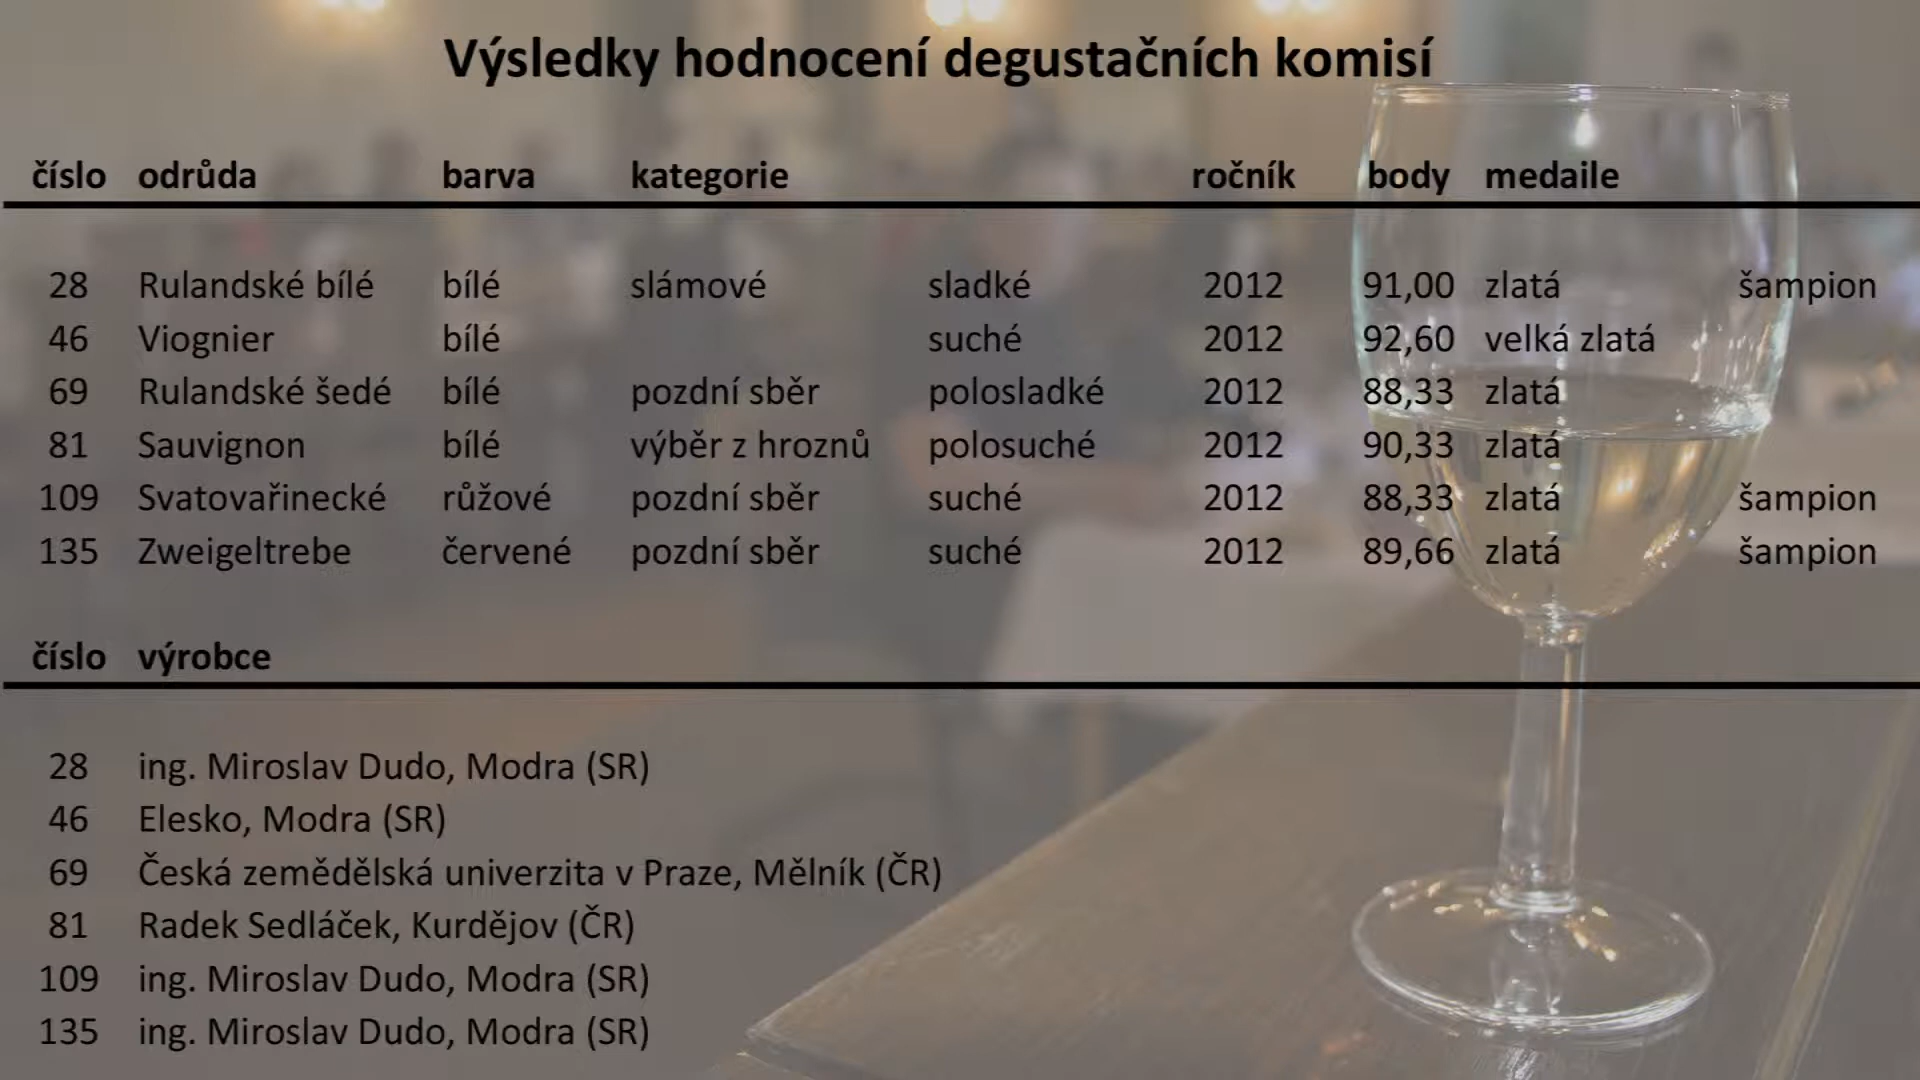 Výsledky hodnocení degustačních komisí
číslo odrůda barva kategorie ročník body medaile
28 Rulandské bílé bílé slámové sladké 2012 91,00 zlatá šampion
46 Viognier bílé suché 2012 92,60 velká zlatá
69 Rulandské šedé bílé pozdní sběr polosladké 2012 88,33 zlatá
81 Sauvignon bílé výběr z hroznů polosuché 2012 90,33 zlatá
109 Svatovařinecké růžové pozdní sběr suché 2012 88,33 zlatá šampion
135 Zweigeltrebe červené pozdní sběr suché 2012 89,66 zlatá šampion
číslo výrobce
28 ing. Miroslav Dudo, Modra (SR)
46 Elesko, Modra (SR)
69 Česká zemědělská univerzita v Praze, Mělník (ČR)
81 Radek Sedláček, Kurdějov (ČR)
109 ing. Miroslav Dudo, Modra (SR)
135 ing. Miroslav Dudo, Modra (SR)